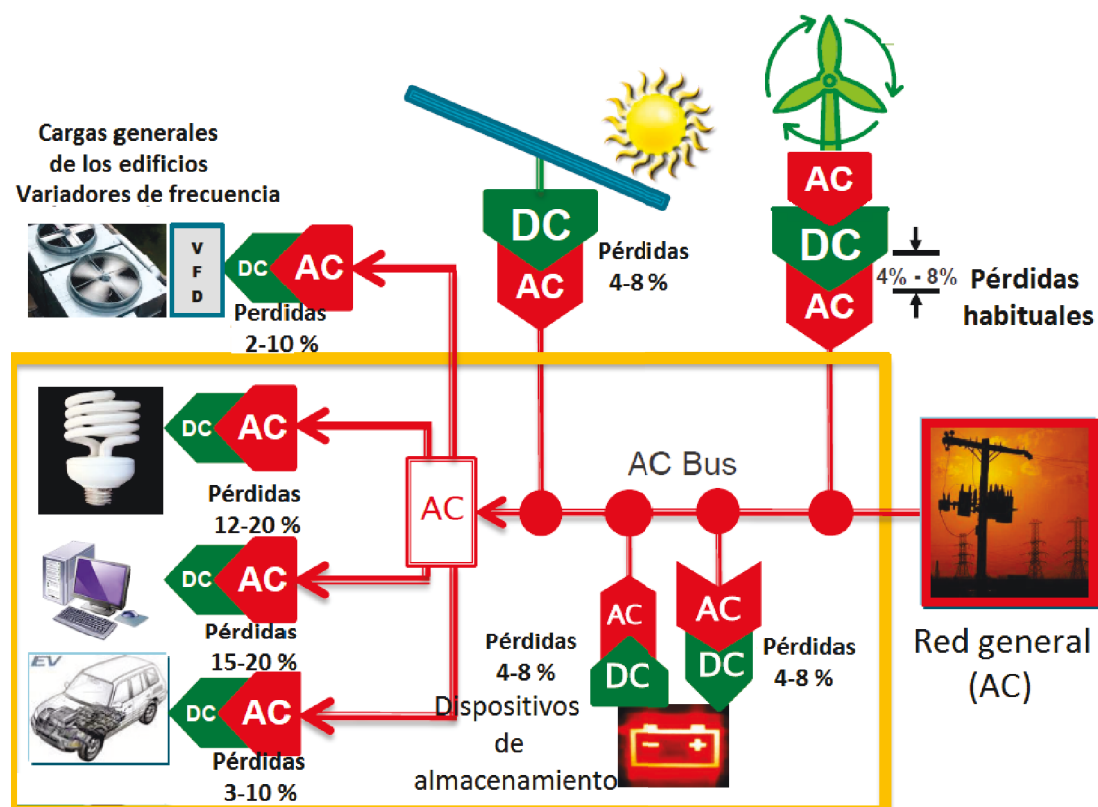 Cargas generales
de los edificios
Variadores de frecuencia
V
F
D
DC
AC
Perdidas
2-10 %
DC
AC
Pérdidas
4-8 %
AC
DC
AC
4% - 8%
Pérdidas
habituales
DC
AC
Pérdidas
12-20 %
DC
AC
Pérdidas
15-20 %
EV
DC
AC
Pérdidas
3-10 %
AC
AC Bus
AC
DC
Pérdidas
4-8 %
AC
DC
Pérdidas
4-8 %
Dispositivos
de
almacenamiento
- +
Red general
(AC)